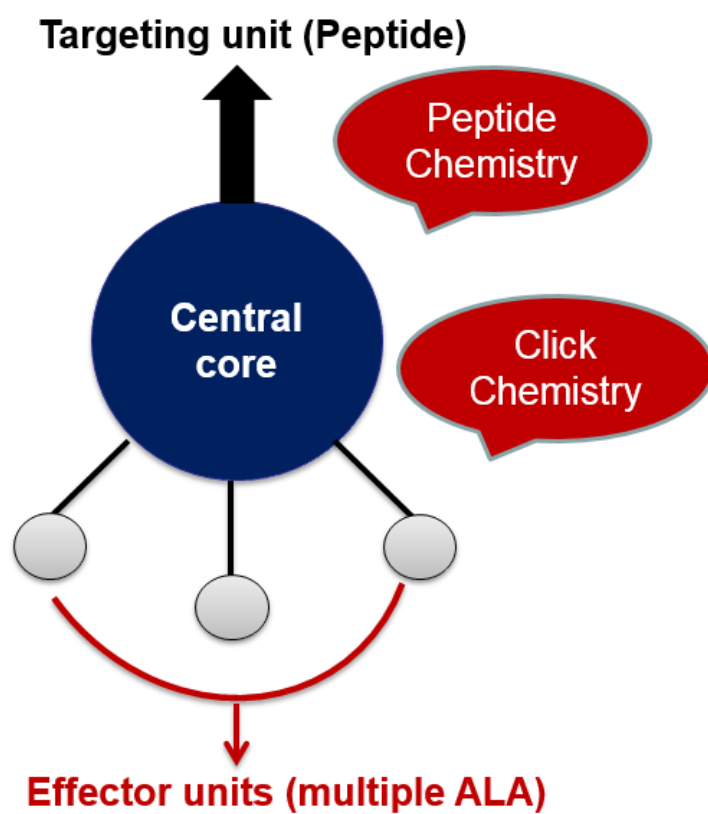 Targeting unit (Peptide)
Peptide
Chemistry
Central
core
Click
Chemistry
Effector units (multiple ALA)